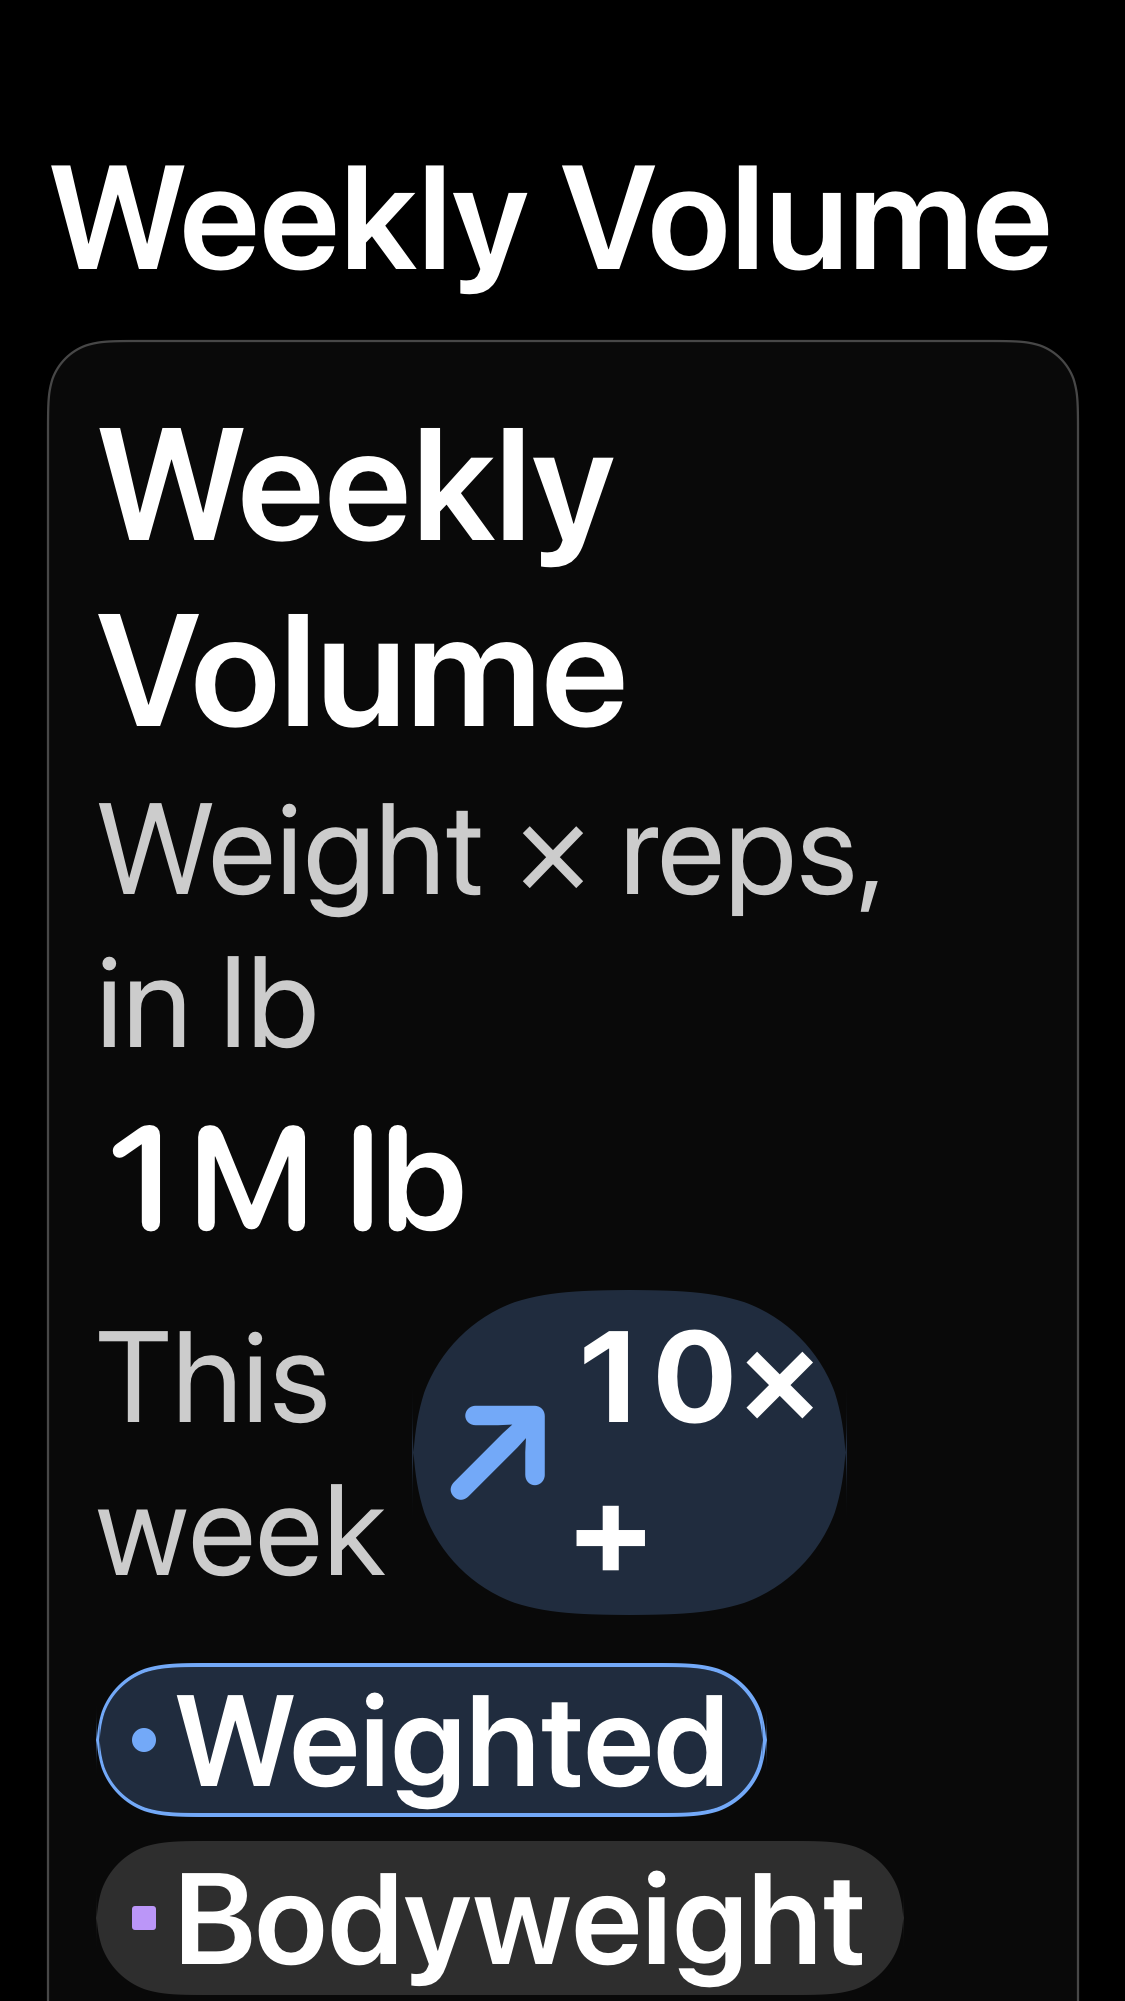 Weekly Volume
Weekly
Volume
Weight × reps,
in lb
1M lb
This
week
10×
+
Weighted
Bodyweight